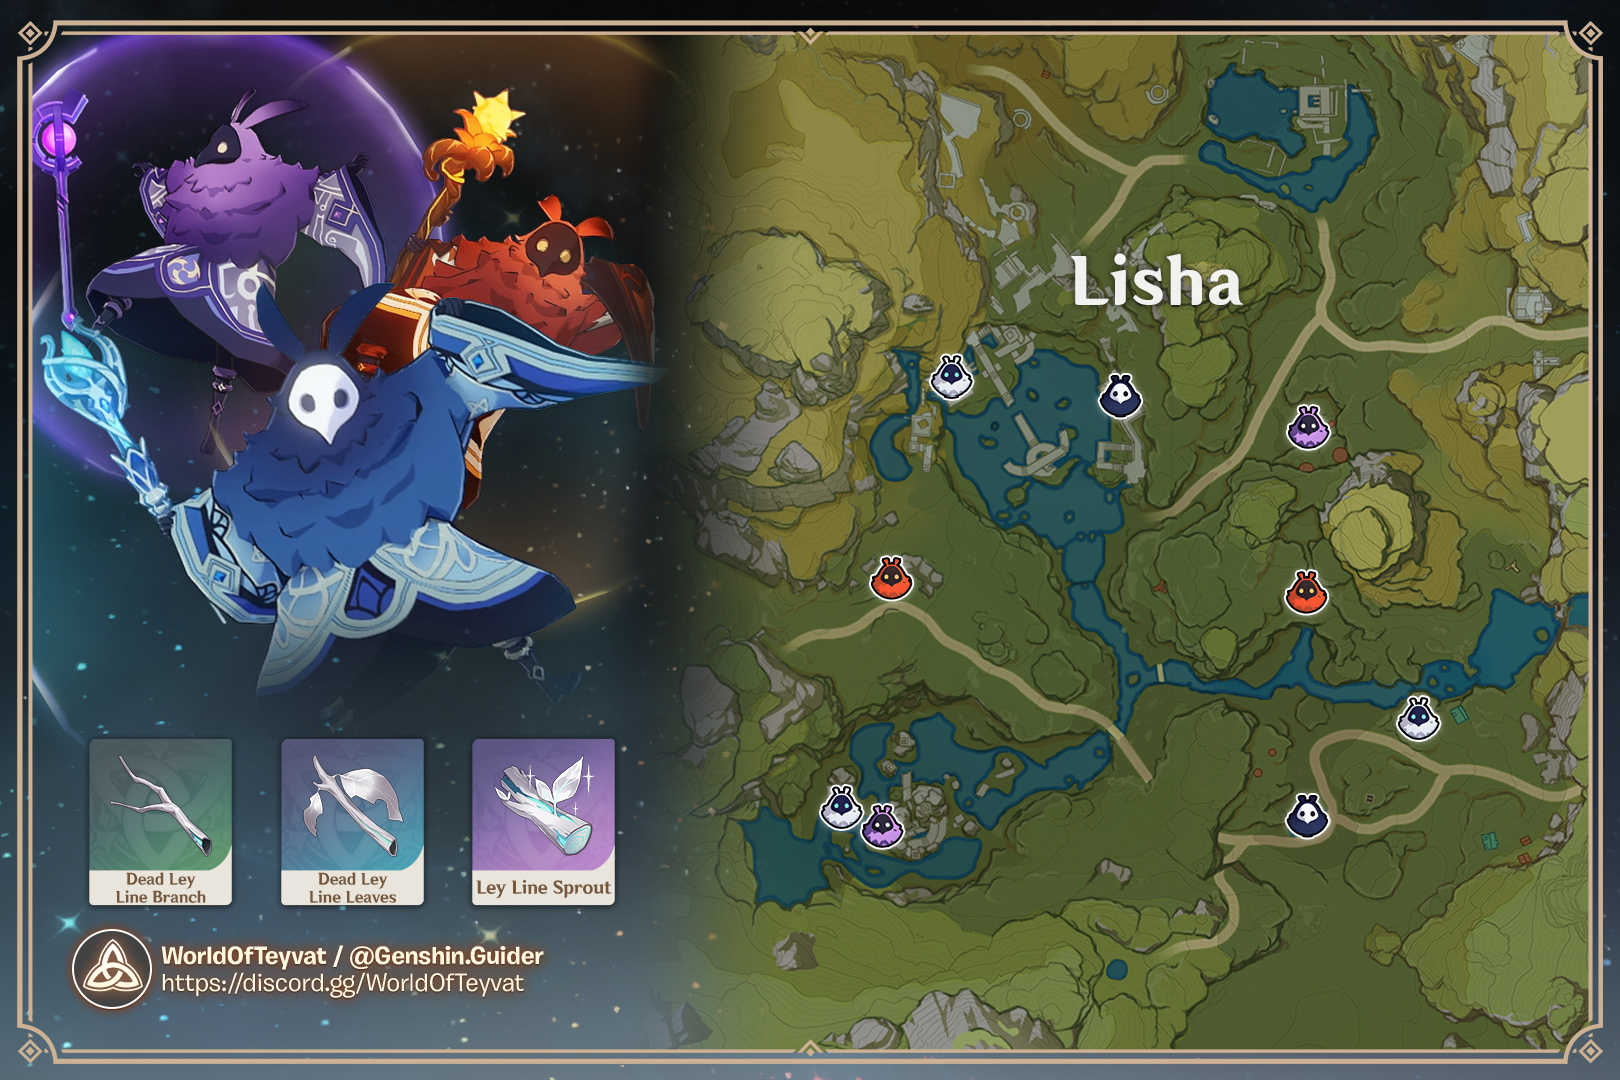 Lisha
Dead Ley
Line Branch
Dead Ley
Line Leaves
Ley Line Sprout
WorldOfTeyvat / @Genshin.Guider
https://discord.gg/WorldOfTeyvat